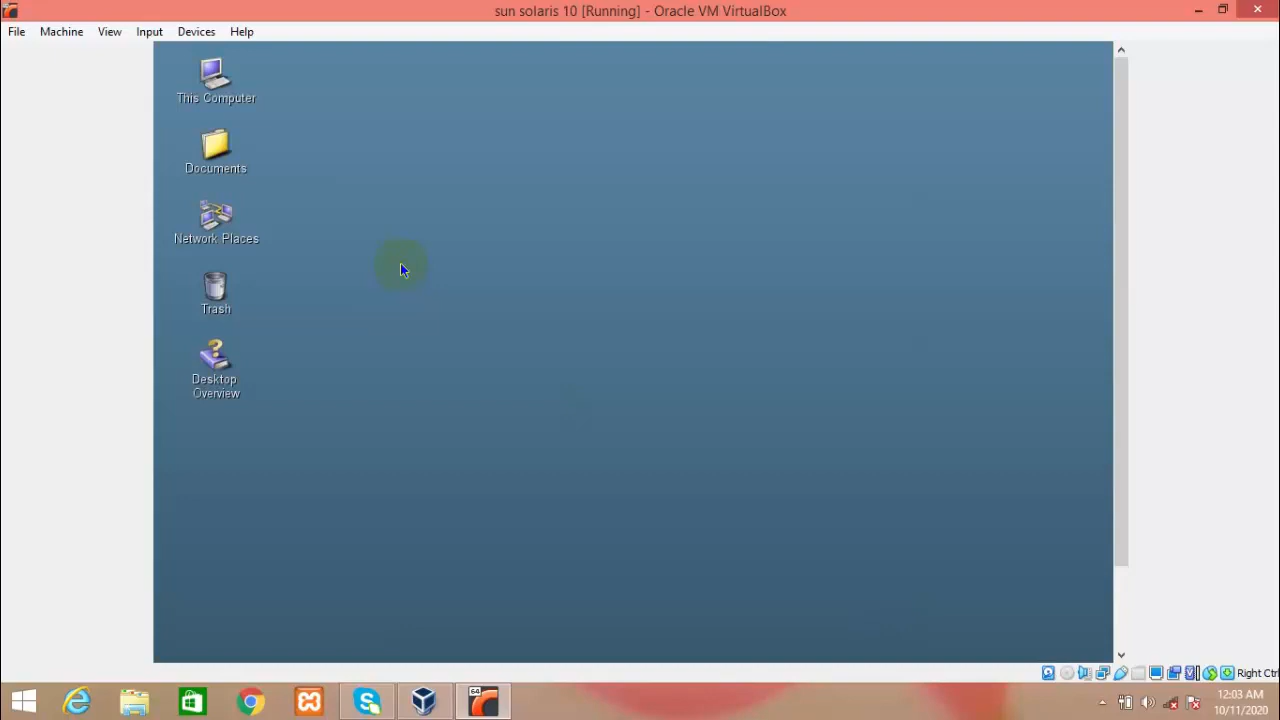 sun solaris 10 [Running] - Oracle VM VirtualBox
File Machine View Input Devices Help
This Computer
Documents
Network Places
Trash
Desktop
Overview
Right Ctrl
64
12:03 AM
10/11/2020